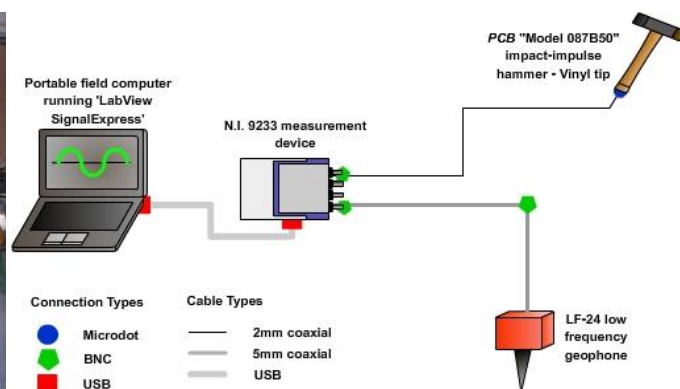 PCB "Model 087B50"
impact-impulse
hammer - Vinyl tip
Portable field computer
running 'LabView
SignalExpress'
N.I. 9233 measurement
device
Connection Types
Microdot
BNC
USB
Cable Types
2mm coaxial
5mm coaxial
USB
LF-24 low
frequency
geophone